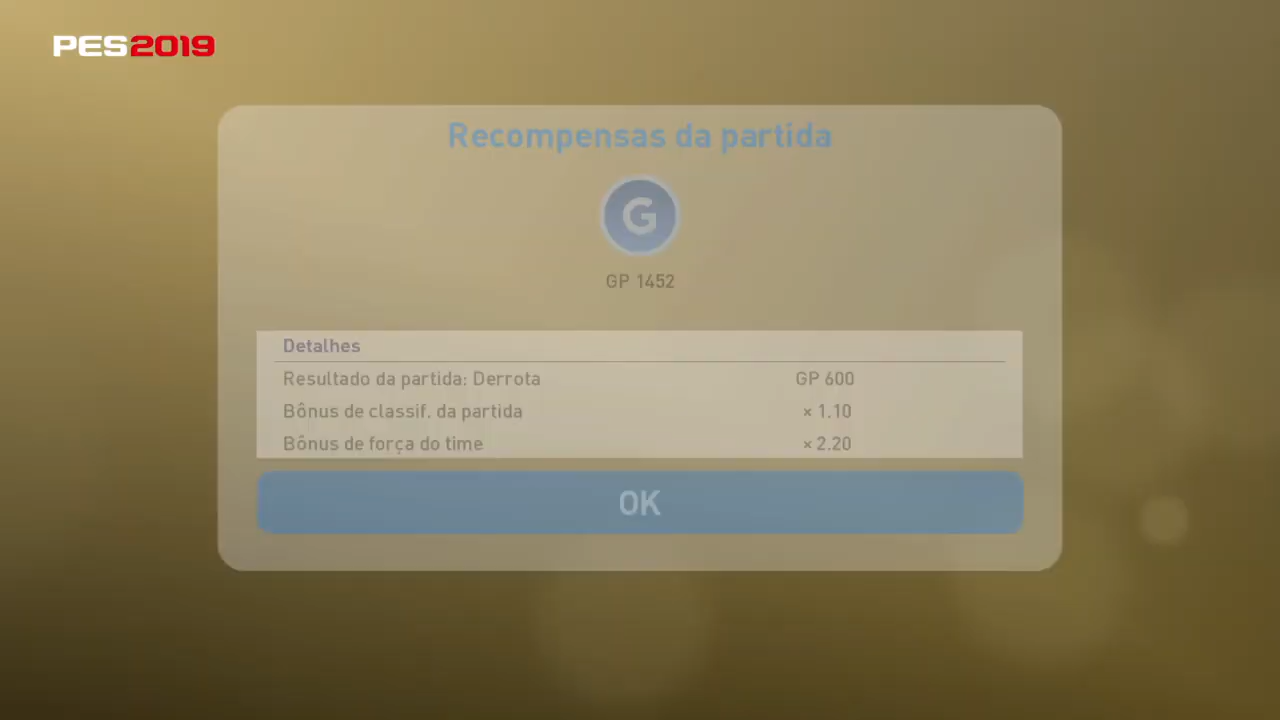 PES2019
Recompensas da partida
G
GP 1452
Detalhes
Resultado da partida: Derrota GP 600
Bônus de classif. da partida × 1.10
Bônus de força do time × 2.20
OK